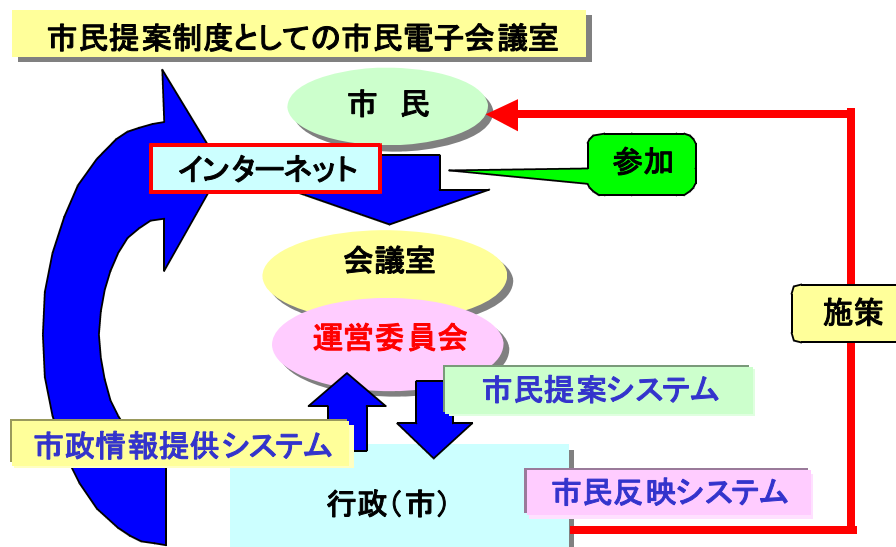 市民提案制度としての市民電子会議室
市　民
インターネット
参加
会議室
施策
運営委員会
市民提案システム
市政情報提供システム
行政（市）
市民反映システム